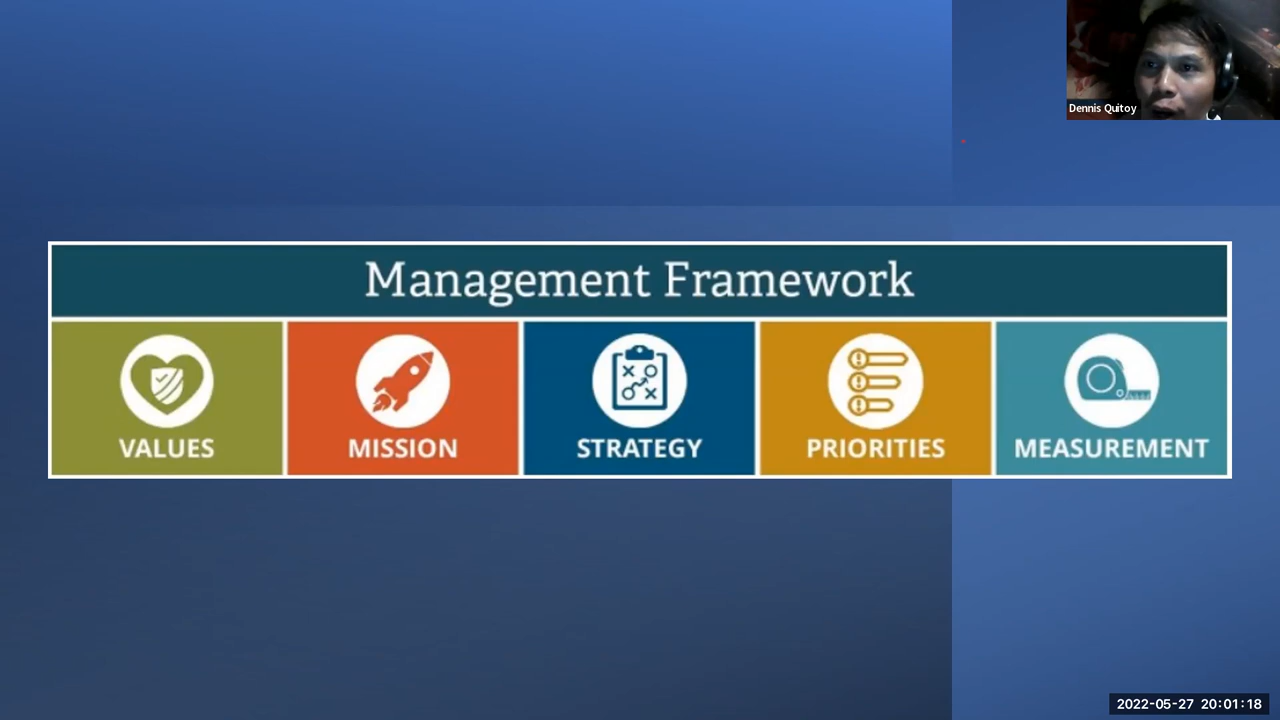 Dennis Quitoy
Management Framework
VALUES
MISSION
STRATEGY
PRIORITIES
MEASUREMENT
2022-05-27 20:01:18